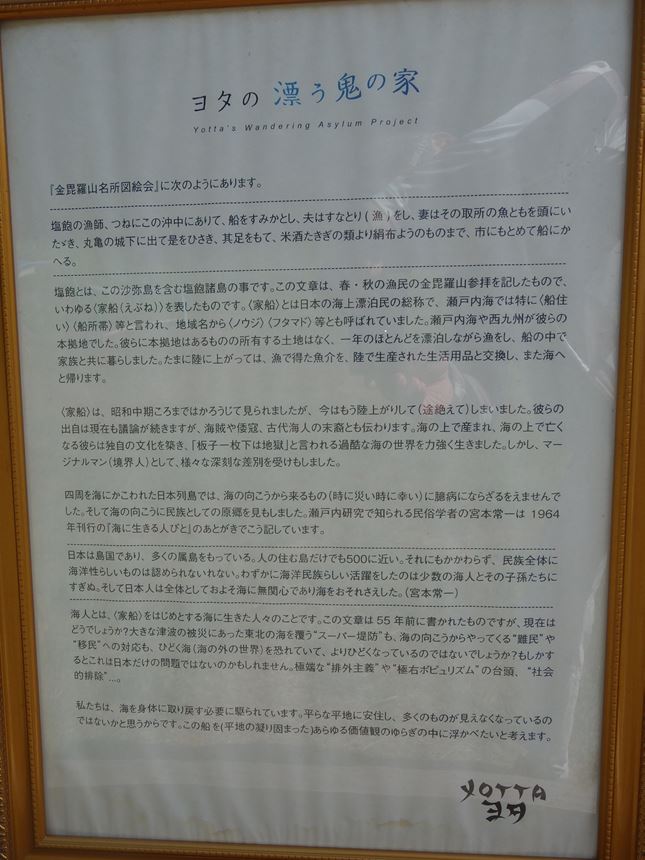 ヨタの 漂う鬼の家
Yotta's Wandering Asylum Project
『金毘羅山名所図絵会』に次のようにあります。
塩飽の漁師、つねにこの沖中にありて、船をすみかとし、夫はすなとり(漁)をし、妻はその取所の魚ともを頭にい
たゞき、丸亀の城下に出て是をひさき、其足をもて、米酒たきぎの類より絹布ようのものまで、市にもとめて船にか
へる。
塩飽とは、この沙弥島を含む塩飽諸島の事です。この文章は、春・秋の漁民の金毘羅山参拝を記したもので、
いわゆる〈家船(えぶね)〉を表したものです。〈家船〉とは日本の海上漂泊民の総称で、瀬戸内海では特に〈船住
い〉〈船所帯〉等と言われ、地域名から〈ノウジ〉〈フタマド〉等とも呼ばれていました。瀬戸内海や西九州が彼らの
本拠地でした。彼らに本拠地はあるものの所有する土地はなく、一年のほとんどを漂泊しながら漁をし、船の中で
家族と共に暮らしました。たまに陸に上がっては、漁で得た魚介を、陸で生産された生活用品と交換し、また海へ
と帰ります。
〈家船〉は、昭和中期ころまではかろうじて見られましたが、今はもう陸上がりして(途絶えて)しまいました。彼らの
出自は現在も議論が続きますが、海賊や倭寇、古代海人の末裔とも伝わります。海の上で産まれ、海の上で亡く
なる彼らは独自の文化を築き、「板子一枚下は地獄」と言われる過酷な海の世界を力強く生きました。しかし、マー
ジナルマン(境界人)として、様々な深刻な差別を受けもしました。
四周を海にかこわれた日本列島では、海の向こうから来るもの(時に災い時に幸い)に臆病にならざるをえませんで
した。そして海の向こうに民族としての原郷を見もしました。瀬戸内研究で知られる民俗学者の宮本常一は 1964
年刊行の『海に生きる人びと』のあとがきでこう記しています。
日本は島国であり、多くの属島をもっている。人の住む島だけでも500に近い。それにもかかわらず、民族全体に
海洋性らしいものは認められないれない。わずかに海洋民族らしい活躍をしたのは少数の海人とその子孫たちに
すぎぬ。そして日本人は全体としておよそ海に無関心であり海をおそれさえした。(宮本常一)
海人とは、〈家船〉をはじめとする海に生きた人々のことです。この文章は 55 年前に書かれたものですが、現在は
どうでしょうか?大きな津波の被災にあった東北の海を覆う“スーパー堤防”も、海の向こうからやってくる“難民”や
“移民”への対応も、ひどく海(海の外の世界)を恐れていて、よりひどくなっているのではないでしょうか?もしかす
るとこれは日本だけの問題ではないのかもしれません。極端な“排外主義”や“極右ポピュリズム”の台頭、“社会
的排除”…。
私たちは、海を身体に取り戻す必要に駆られています。平らな平地に安住し、多くのものが見えなくなっているの
ではないかと思うからです。この船を(平地の凝り固まった)あらゆる価値観のゆらぎの中に浮かべたいと考えます。
YOTTA
ヨタ